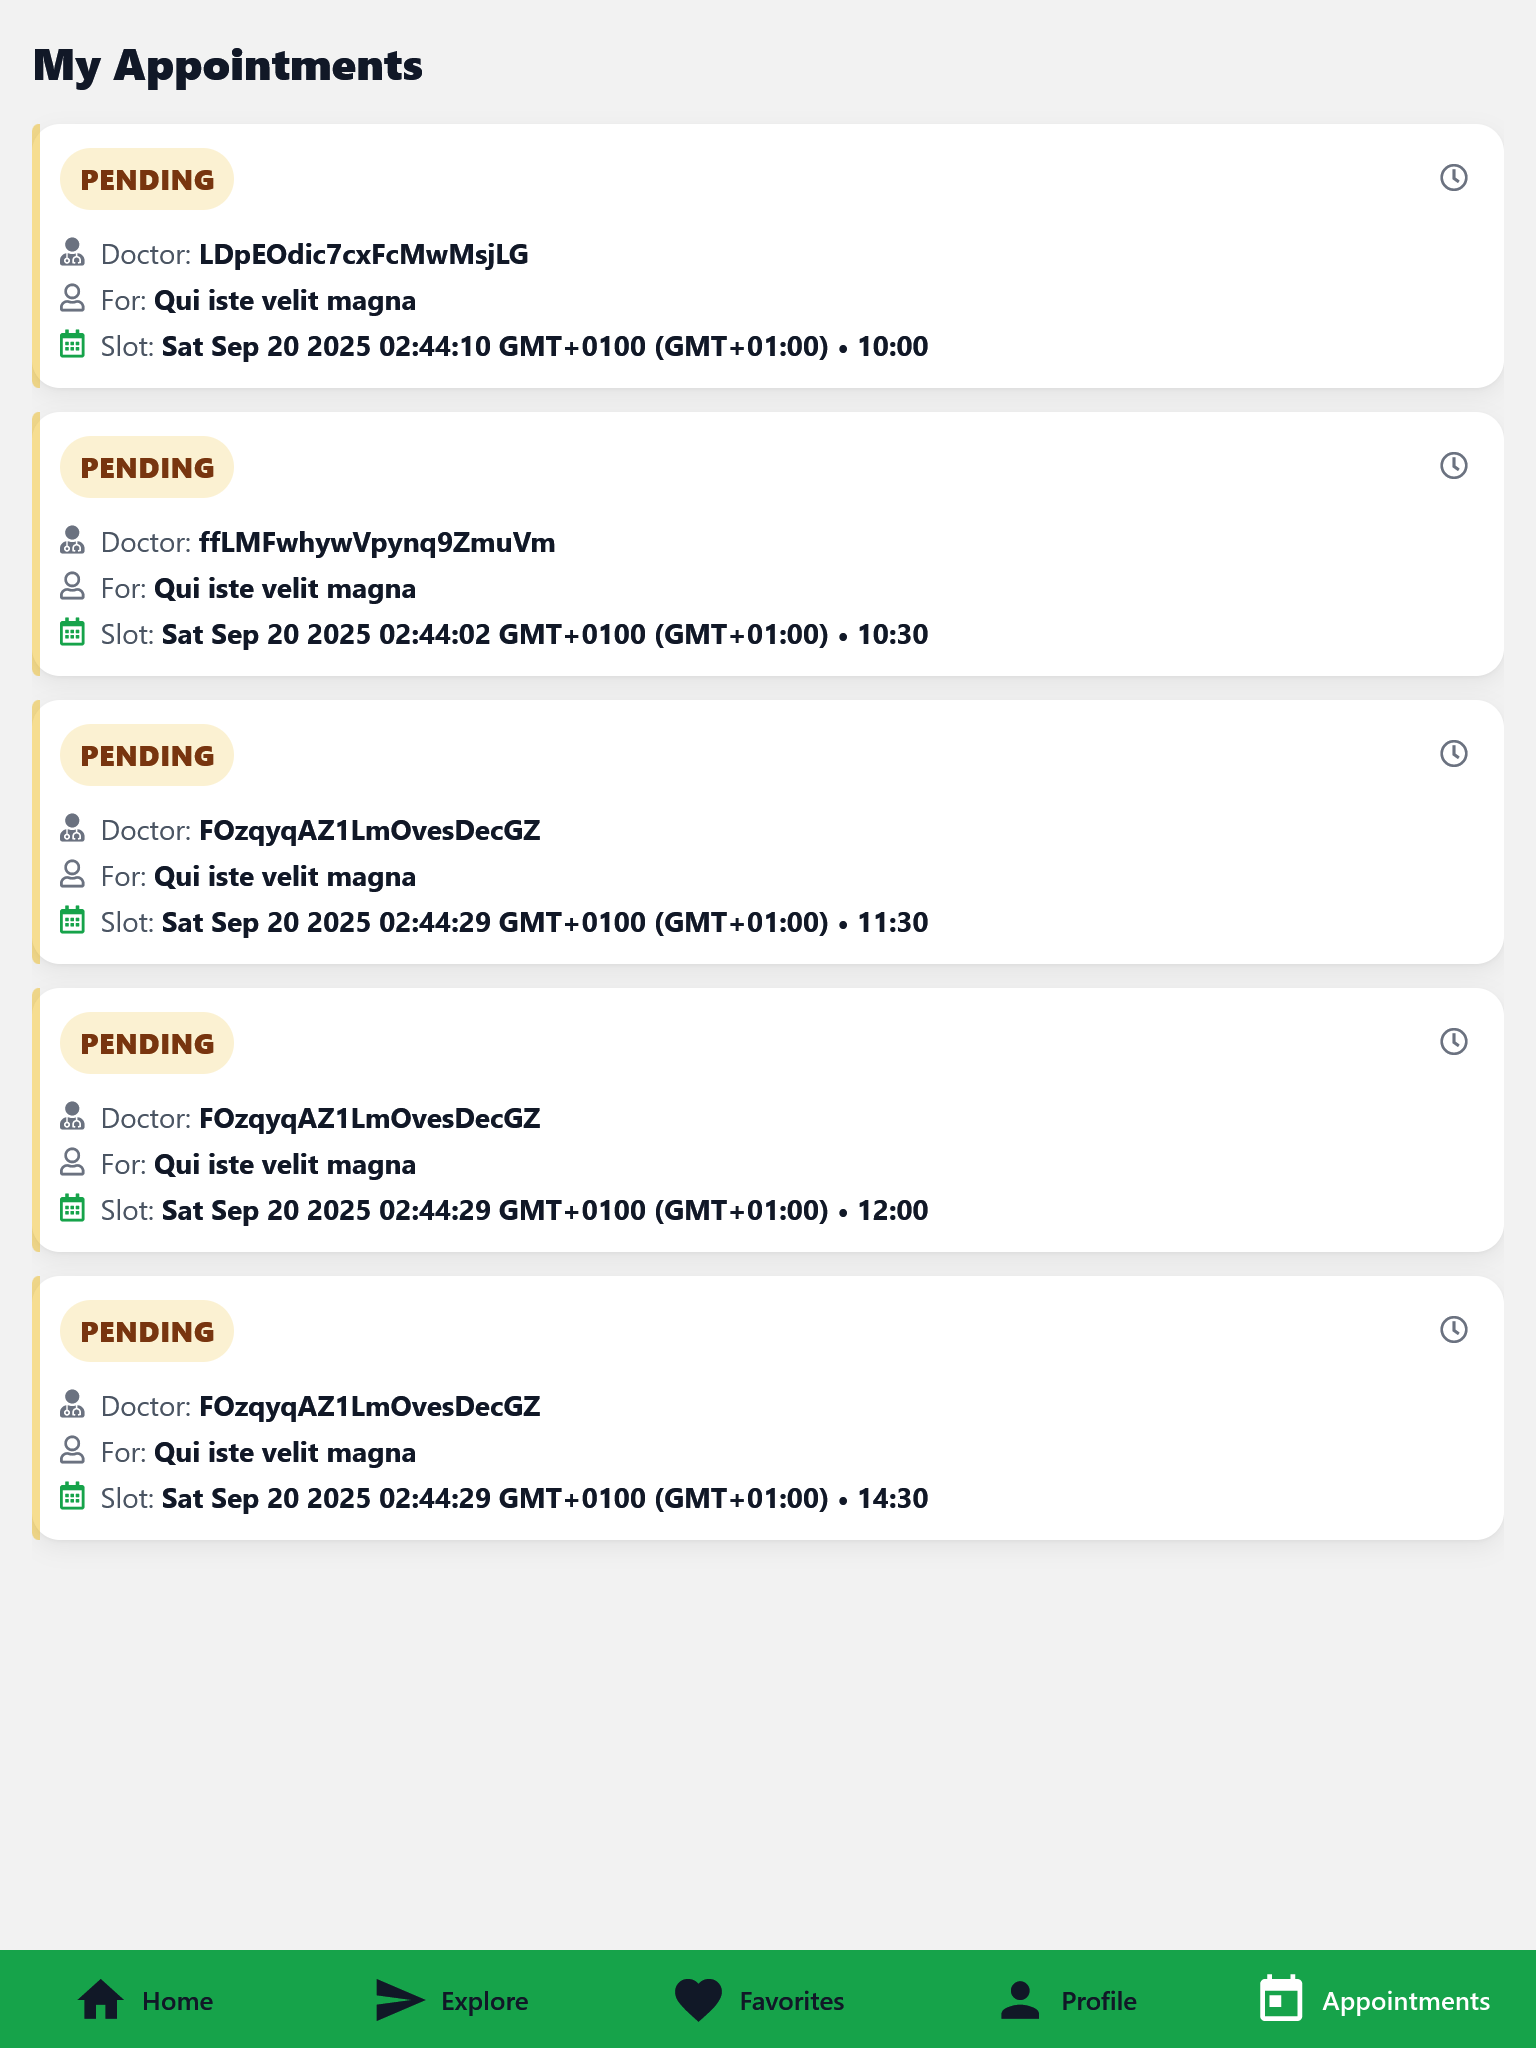 My Appointments
PENDING
Doctor: LDpEOdic7cxFcMwMsjLG
For: Qui iste velit magna
Slot: Sat Sep 20 2025 02:44:10 GMT+0100 (GMT+01:00) • 10:00
PENDING
Doctor: ffLMFwhywVpynq9ZmuVm
For: Qui iste velit magna
Slot: Sat Sep 20 2025 02:44:02 GMT+0100 (GMT+01:00) • 10:30
PENDING
Doctor: FOzqyqAZ1LmOvesDecGZ
For: Qui iste velit magna
Slot: Sat Sep 20 2025 02:44:29 GMT+0100 (GMT+01:00) • 11:30
PENDING
Doctor: FOzqyqAZ1LmOvesDecGZ
For: Qui iste velit magna
Slot: Sat Sep 20 2025 02:44:29 GMT+0100 (GMT+01:00) • 12:00
PENDING
Doctor: FOzqyqAZ1LmOvesDecGZ
For: Qui iste velit magna
Slot: Sat Sep 20 2025 02:44:29 GMT+0100 (GMT+01:00) • 14:30
Home Explore Favorites Profile Appointments